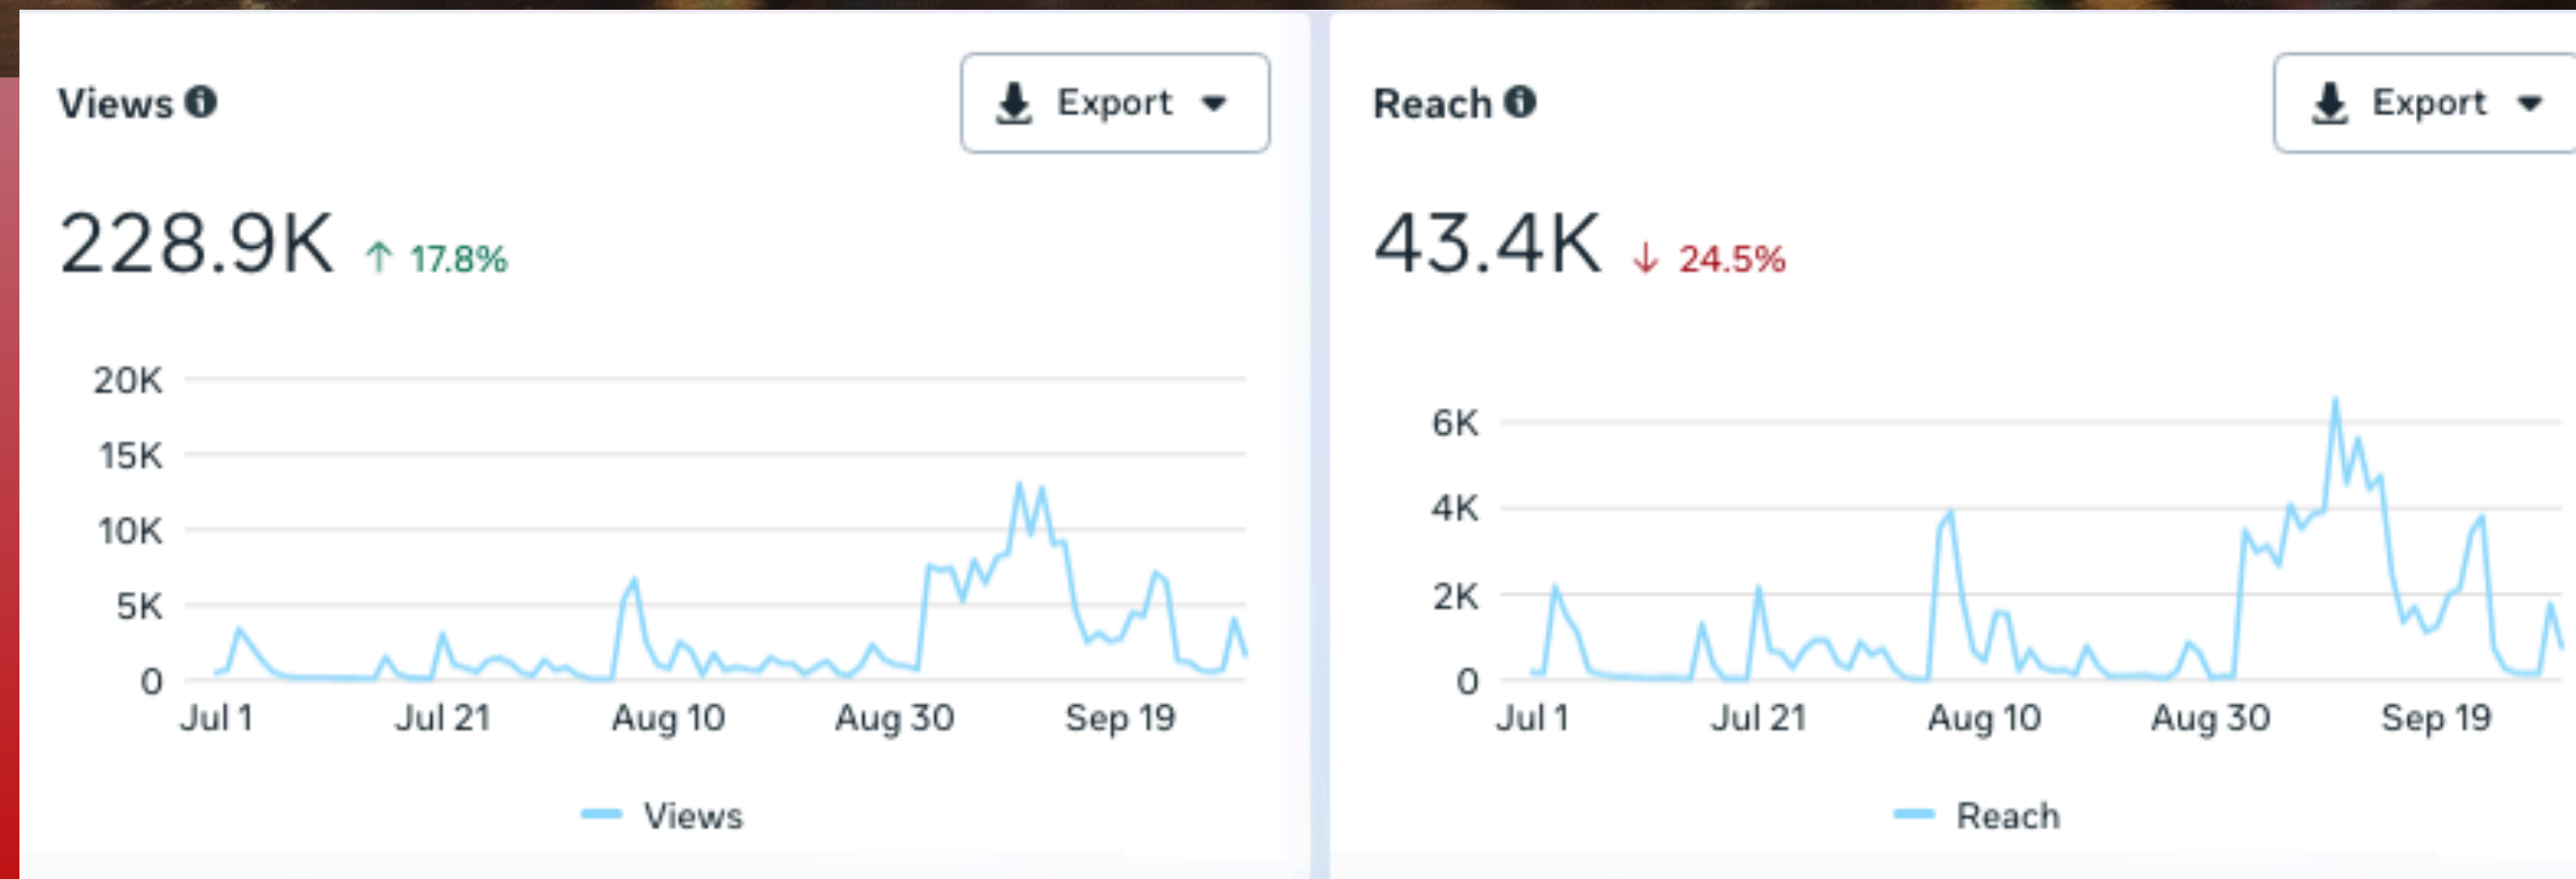 Views
Export
228.9K ↑ 17.8%
20K
15K
10K
5K
0
Jul 1 Jul 21 Aug 10 Aug 30 Sep 19
Views
Reach
Export
43.4K ↓ 24.5%
6K
4K
2K
0
Jul 1 Jul 21 Aug 10 Aug 30 Sep 19
Reach